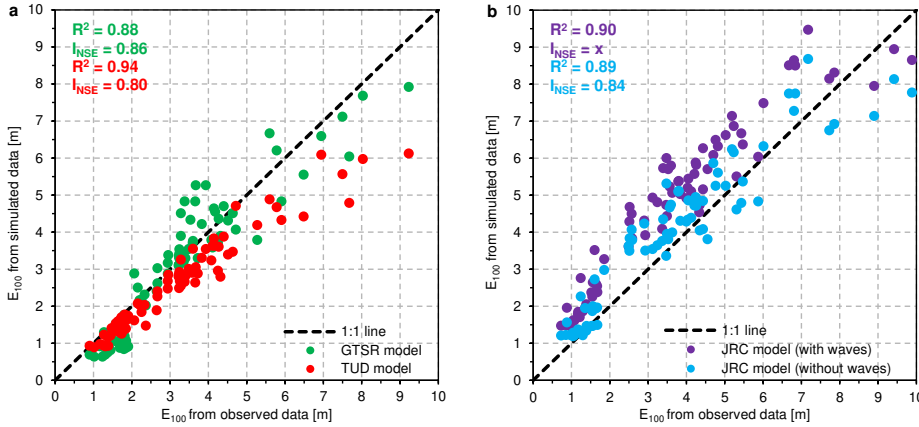 a
R² = 0.88
I_NSE = 0.86
R² = 0.94
I_NSE = 0.80
10
9
8
7
6
5
4
3
2
1
0
0 1 2 3 4 5 6 7 8 9 10
E₁₀₀ from simulated data [m]
E₁₀₀ from observed data [m]
1:1 line
GTSR model
TUD model
b
R² = 0.90
I_NSE = x
R² = 0.89
I_NSE = 0.84
10
9
8
7
6
5
4
3
2
1
0
0 1 2 3 4 5 6 7 8 9 10
E₁₀₀ from simulated data [m]
E₁₀₀ from observed data [m]
1:1 line
JRC model (with waves)
JRC model (without waves)